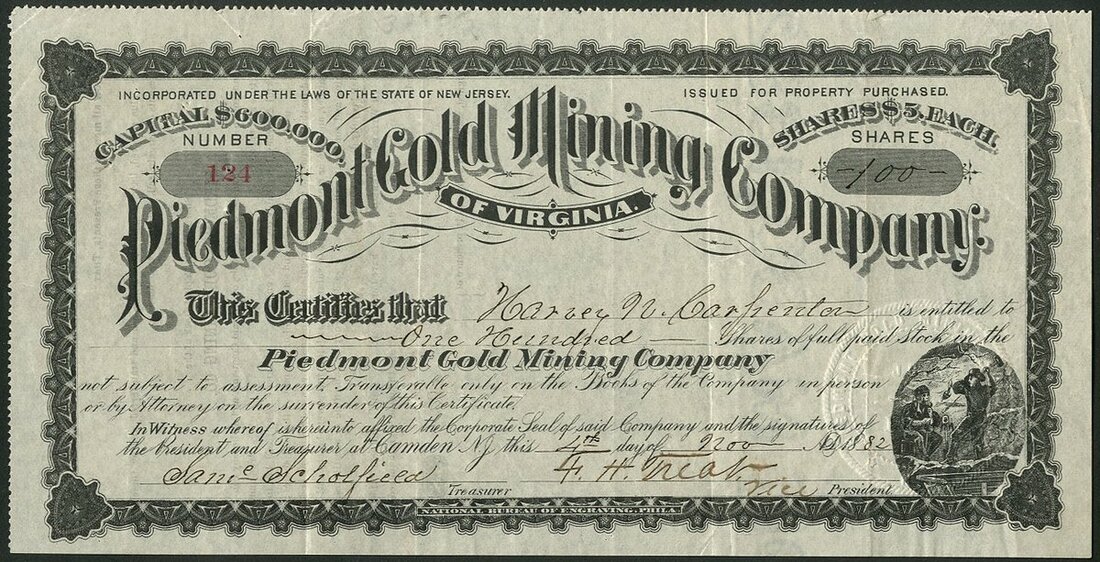 INCORPORATED UNDER THE LAWS OF THE STATE OF NEW JERSEY.
ISSUED FOR PROPERTY PURCHASED.
CAPITAL $600.00.
SHARES $5. EACH.
NUMBER
SHARES
124
-100-
Piedmont Gold Mining Company.
OF VIRGINIA.
This Certifies that Harvey N. Carpenter is entitled to
One Hundred Shares of full paid Stock in the
Piedmont Gold Mining Company
not subject to assessment. Transferable only on the Books of the Company in person
or by Attorney on the surrender of this Certificate.
In Witness whereof is hereunto affixed the Corporate Seal of said Company and the signatures of
the President and Treasurer at Camden NJ this 4th day of Nov AD 1882
Saml Scholfield Treasurer F. H. Treat. Vice President
NATIONAL BUREAU OF ENGRAVING, PHILA.